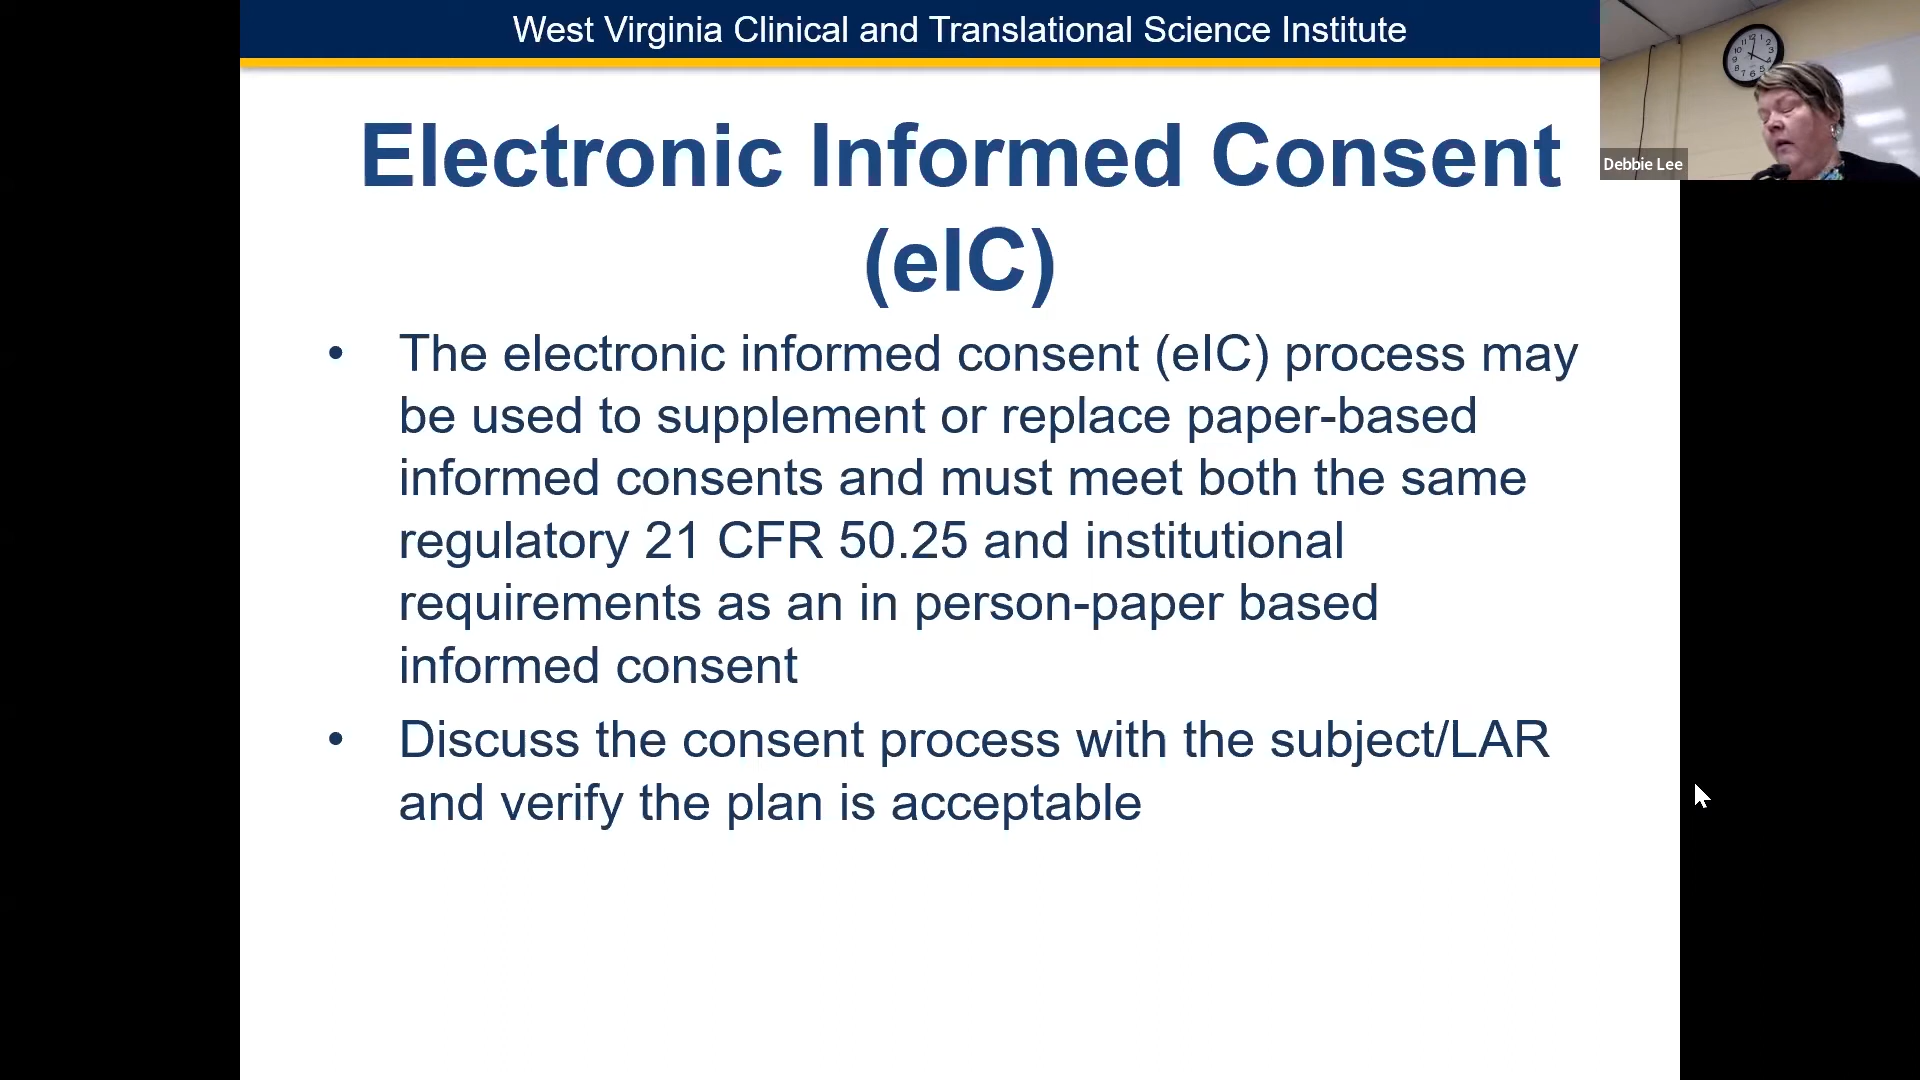 West Virginia Clinical and Translational Science Institute
Debbie Lee
Electronic Informed Consent
(eIC)
• The electronic informed consent (eIC) process may
be used to supplement or replace paper-based
informed consents and must meet both the same
regulatory 21 CFR 50.25 and institutional
requirements as an in person-paper based
informed consent
• Discuss the consent process with the subject/LAR
and verify the plan is acceptable